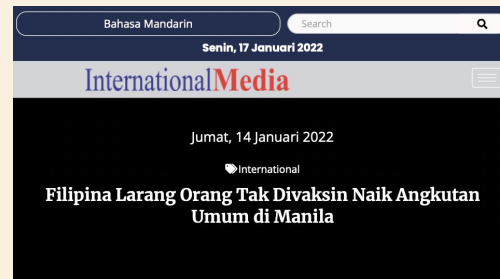 Bahasa Mandarin
Search
Senin, 17 Januari 2022
InternationalMedia
Jumat, 14 Januari 2022
International
Filipina Larang Orang Tak Divaksin Naik Angkutan
Umum di Manila